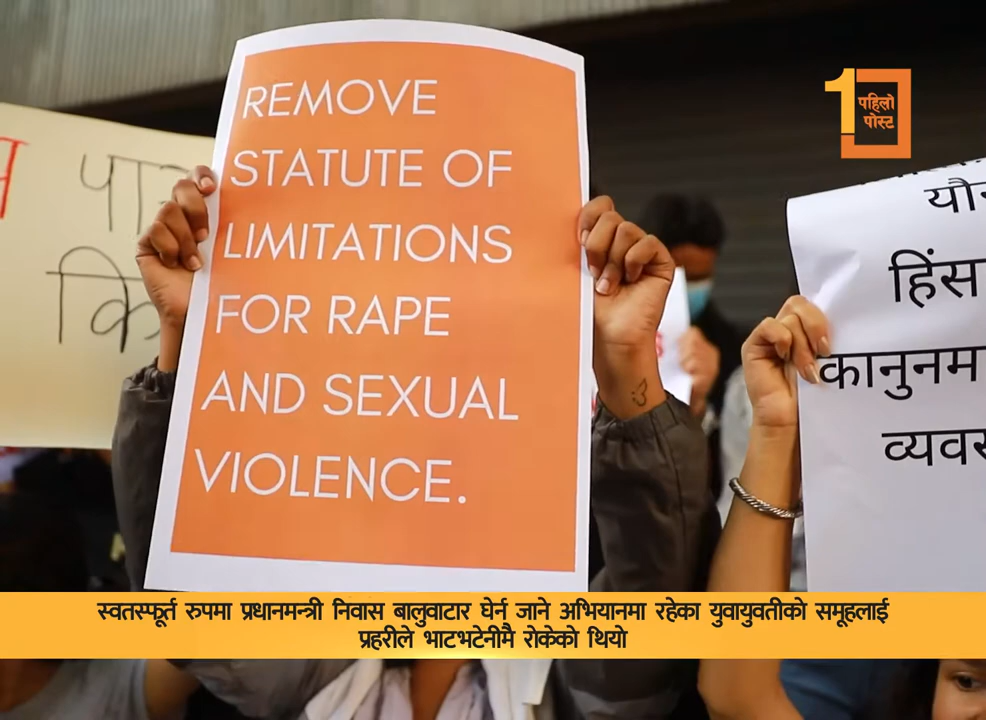 REMOVE
STATUTE OF
LIMITATIONS
FOR RAPE
AND SEXUAL
VIOLENCE.
पहिलो
पोस्ट
हिंस
कानुनम
व्यवस
स्वतस्फूर्त रुपमा प्रधानमन्त्री निवास बालुवाटार घेर्न जाने अभियानमा रहेका युवायुवतीको समूहलाई
प्रहरीले भाटभटेनीमै रोकेको थियो